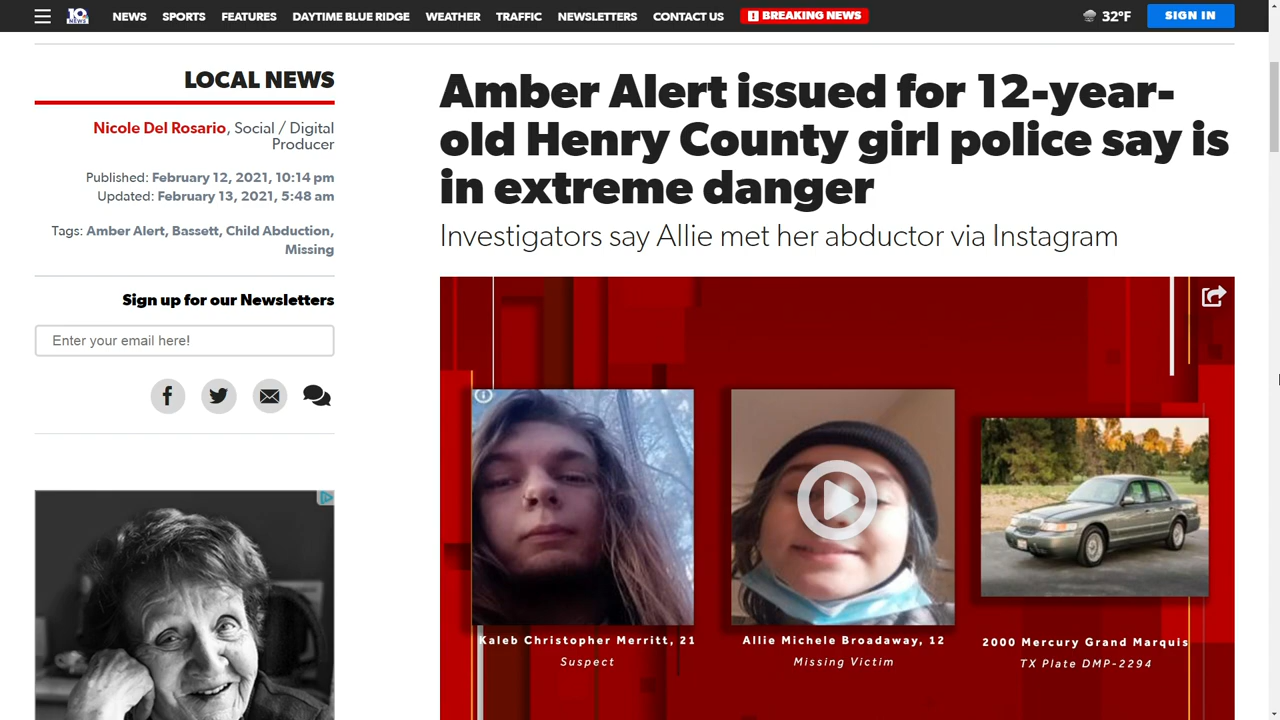 10 NEWS
NEWS SPORTS FEATURES DAYTIME BLUE RIDGE WEATHER TRAFFIC NEWSLETTERS CONTACT US BREAKING NEWS 32°F SIGN IN
LOCAL NEWS
Nicole Del Rosario, Social / Digital
Producer
Published: February 12, 2021, 10:14 pm
Updated: February 13, 2021, 5:48 am
Tags: Amber Alert, Bassett, Child Abduction,
Missing
Sign up for our Newsletters
Enter your email here!
Amber Alert issued for 12-year-
old Henry County girl police say is
in extreme danger
Investigators say Allie met her abductor via Instagram
Kaleb Christopher Merritt, 21
Suspect
Allie Michele Broadaway, 12
Missing Victim
2000 Mercury Grand Marquis
TX Plate DMP-2294